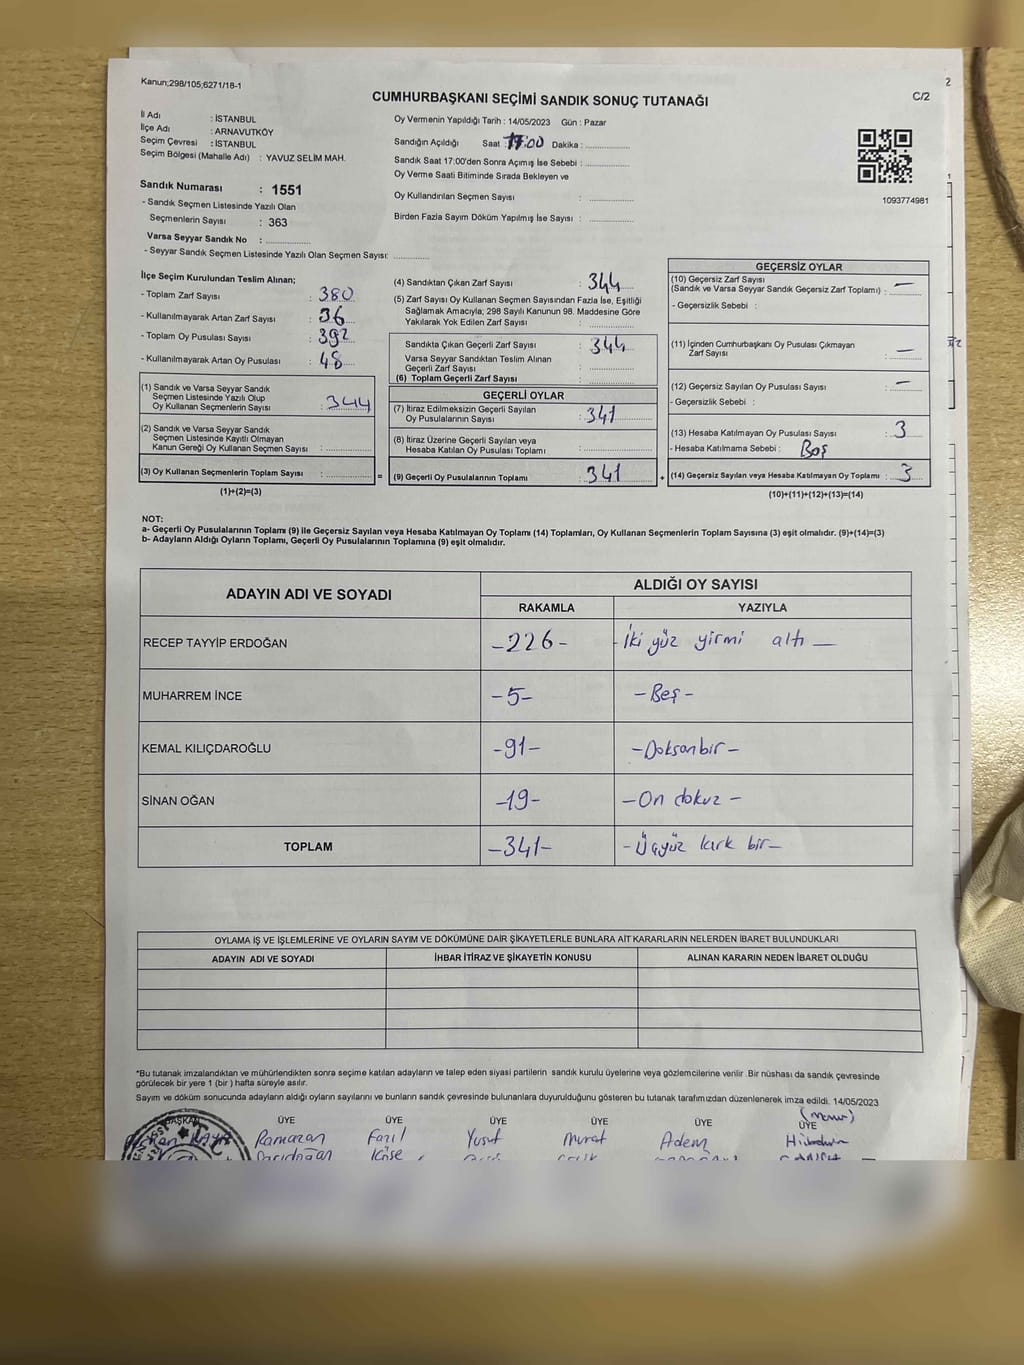 Kanun;298/105;6271/18-1
2
C/2
CUMHURBAŞKANI SEÇİMİ SANDIK SONUÇ TUTANAĞI
İl Adı : İSTANBUL
İlçe Adı : ARNAVUTKÖY
Seçim Çevresi : İSTANBUL
Seçim Bölgesi (Mahalle Adı) : YAVUZ SELİM MAH.
Sandık Numarası : 1551
- Sandık Seçmen Listesinde Yazılı Olan
Seçmenlerin Sayısı : 363
Varsa Seyyar Sandık No : ..............
- Seyyar Sandık Seçmen Listesinde Yazılı Olan Seçmen Sayısı: ............
Oy Vermenin Yapıldığı Tarih : 14/05/2023 Gün : Pazar
Sandığın Açıldığı Saat : 17:00 Dakika : ..............
Sandık Saat 17:00'den Sonra Açımış İse Sebebi : ..............
Oy Verme Saati Bitiminde Sırada Bekleyen ve
Oy Kullandırılan Seçmen Sayısı : ..............
Birden Fazla Sayım Döküm Yapılmış İse Sayısı : ..............
1093774981
İlçe Seçim Kurulundan Teslim Alınan;
- Toplam Zarf Sayısı : 380
- Kullanılmayarak Artan Zarf Sayısı : 36
- Toplam Oy Pusulası Sayısı : 392
- Kullanılmayarak Artan Oy Pusulası : 48
(1) Sandık ve Varsa Seyyar Sandık
Seçmen Listesinde Yazılı Olup
Oy Kullanan Seçmenlerin Sayısı : 344
(2) Sandık ve Varsa Seyyar Sandık
Seçmen Listesinde Kayıtlı Olmayan
Kanun Gereği Oy Kullanan Seçmen Sayısı : ..............
(3) Oy Kullanan Seçmenlerin Toplam Sayısı : .............. =
(1)+(2)=(3)
(4) Sandıktan Çıkan Zarf Sayısı : 344
(5) Zarf Sayısı Oy Kullanan Seçmen Sayısından Fazla İse, Eşitliği
Sağlamak Amacıyla; 298 Sayılı Kanunun 98. Maddesine Göre
Yakılarak Yok Edilen Zarf Sayısı : ..............
Sandıkta Çıkan Geçerli Zarf Sayısı : 344
Varsa Seyyar Sandıktan Teslim Alınan
Geçerli Zarf Sayısı : ..............
(6) Toplam Geçerli Zarf Sayısı : ..............
GEÇERLİ OYLAR
(7) İtiraz Edilmeksizin Geçerli Sayılan
Oy Pusulalarının Sayısı : 341
(8) İtiraz Üzerine Geçerli Sayılan veya
Hesaba Katılan Oy Pusulası Toplamı : ..............
(9) Geçerli Oy Pusulalarının Toplamı : 341 +
GEÇERSİZ OYLAR
(10) Geçersiz Zarf Sayısı
(Sandık ve Varsa Seyyar Sandık Geçersiz Zarf Toplamı) : —
- Geçersizlik Sebebi :
(11) İçinden Cumhurbaşkanı Oy Pusulası Çıkmayan
Zarf Sayısı : —
(12) Geçersiz Sayılan Oy Pusulası Sayısı : —
- Geçersizlik Sebebi :
(13) Hesaba Katılmayan Oy Pusulası Sayısı : 3
- Hesaba Katılmama Sebebi : Boş
(14) Geçersiz Sayılan veya Hesaba Katılmayan Oy Toplamı : 3
(10)+(11)+(12)+(13)=(14)
NOT:
a- Geçerli Oy Pusulalarının Toplamı (9) ile Geçersiz Sayılan veya Hesaba Katılmayan Oy Toplamı (14) Toplamları, Oy Kullanan Seçmenlerin Toplam Sayısına (3) eşit olmalıdır. (9)+(14)=(3)
b- Adayların Aldığı Oyların Toplamı, Geçerli Oy Pusulalarının Toplamına (9) eşit olmalıdır.
ADAYIN ADI VE SOYADI
ALDIĞI OY SAYISI
RAKAMLA YAZIYLA
RECEP TAYYİP ERDOĞAN -226- -İki yüz yirmi altı —
MUHARREM İNCE -5- -Beş-
KEMAL KILIÇDAROĞLU -91- -Doksanbir-
SİNAN OĞAN -19- -On dokuz-
TOPLAM -341- -Üçyüz kırk bir-
OYLAMA İŞ VE İŞLEMLERİNE VE OYLARIN SAYIM VE DÖKÜMÜNE DAİR ŞİKAYETLERLE BUNLARA AİT KARARLARIN NELERDEN İBARET BULUNDUKLARI
ADAYIN ADI VE SOYADI İHBAR İTİRAZ VE ŞİKAYETİN KONUSU ALINAN KARARIN NEDEN İBARET OLDUĞU
*Bu tutanak imzalandıktan ve mühürlendikten sonra seçime katılan adayların ve talep eden siyasi partilerin sandık kurulu üyelerine veya gözlemcilerine verilir. Bir nüshası da sandık çevresinde
görülecek bir yere 1 (bir) hafta süreyle asılır.
Sayım ve döküm sonucunda adayların aldığı oyların sayılarını ve bunların sandık çevresinde bulunanlara duyurulduğunu gösteren bu tutanak tarafımızdan düzenlenerek imza edildi. 14/05/2023
BAŞKAN ÜYE ÜYE ÜYE ÜYE ÜYE ÜYE
Ramazan Fazıl Yusuf Murat Adem
Köse